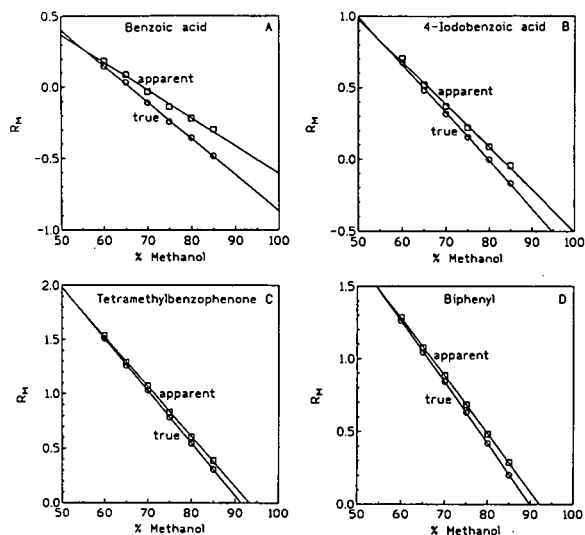 Benzoic acid A
0.5
0.0
-0.5
-1.0
R_M
apparent
true
50 60 70 80 90 100
% Methanol
4-Iodobenzoic acid B
1.0
0.5
0.0
-0.5
R_M
apparent
true
50 60 70 80 90 100
% Methanol
Tetramethylbenzophenone C
2.0
1.5
1.0
0.5
0.0
R_M
apparent
true
50 60 70 80 90 100
% Methanol
Biphenyl D
1.5
1.0
0.5
0.0
R_M
apparent
true
50 60 70 80 90 100
% Methanol